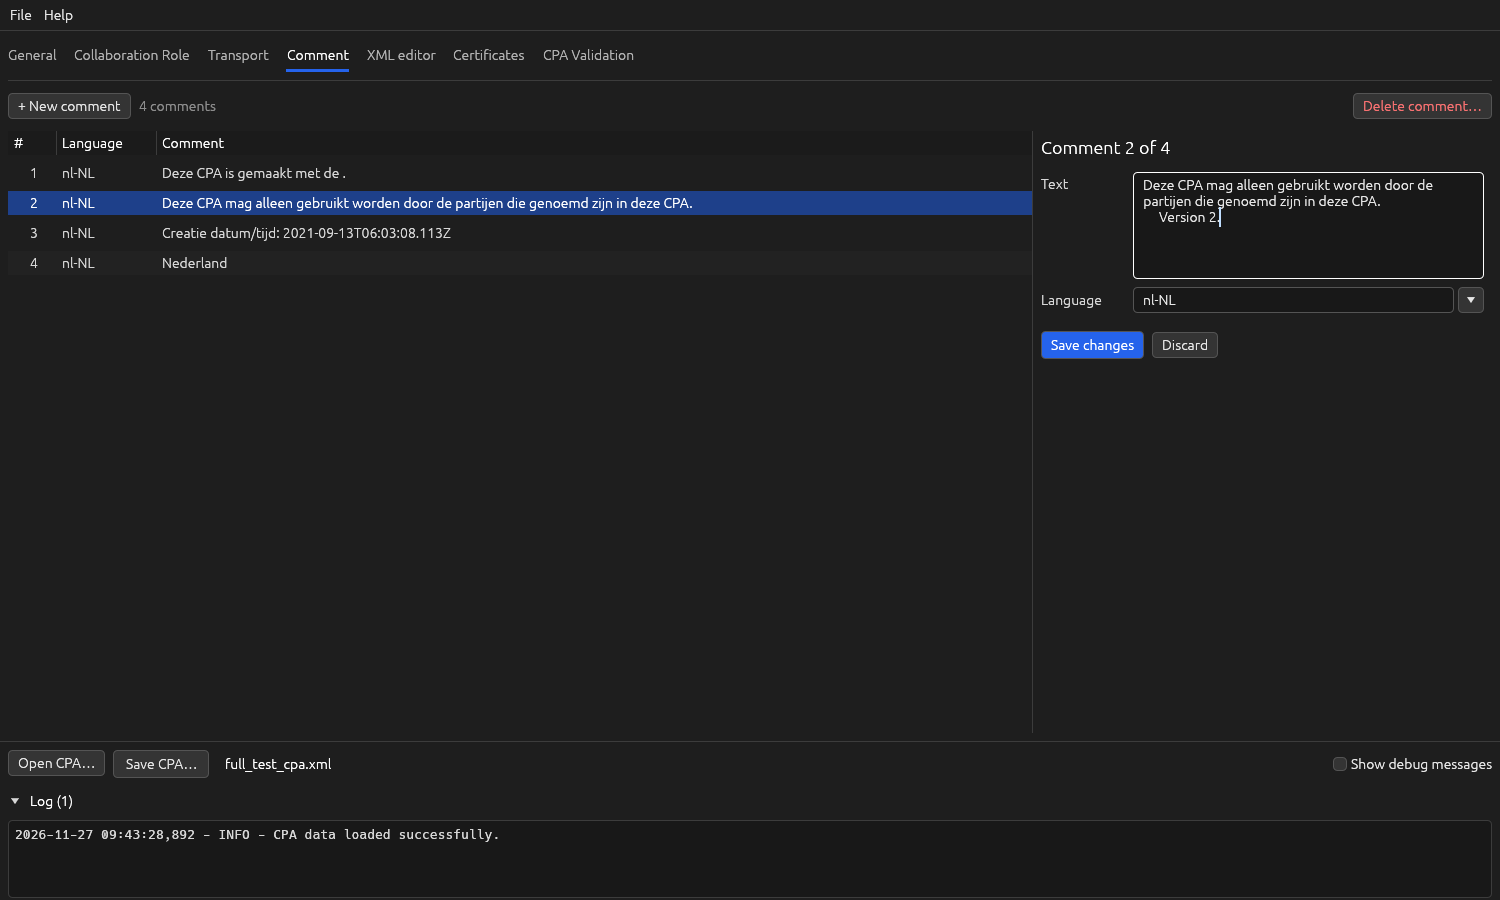 File Help
General Collaboration Role Transport Comment XML editor Certificates CPA Validation
+ New comment 4 comments Delete comment...
# Language Comment
1 nl-NL Deze CPA is gemaakt met de .
2 nl-NL Deze CPA mag alleen gebruikt worden door de partijen die genoemd zijn in deze CPA.
3 nl-NL Creatie datum/tijd: 2021-09-13T06:03:08.113Z
4 nl-NL Nederland
Comment 2 of 4
Text
Deze CPA mag alleen gebruikt worden door de
partijen die genoemd zijn in deze CPA.
Version 2.
Language nl-NL
Save changes Discard
Open CPA... Save CPA... full_test_cpa.xml Show debug messages
Log (1)
2026-11-27 09:43:28,892 - INFO - CPA data loaded successfully.